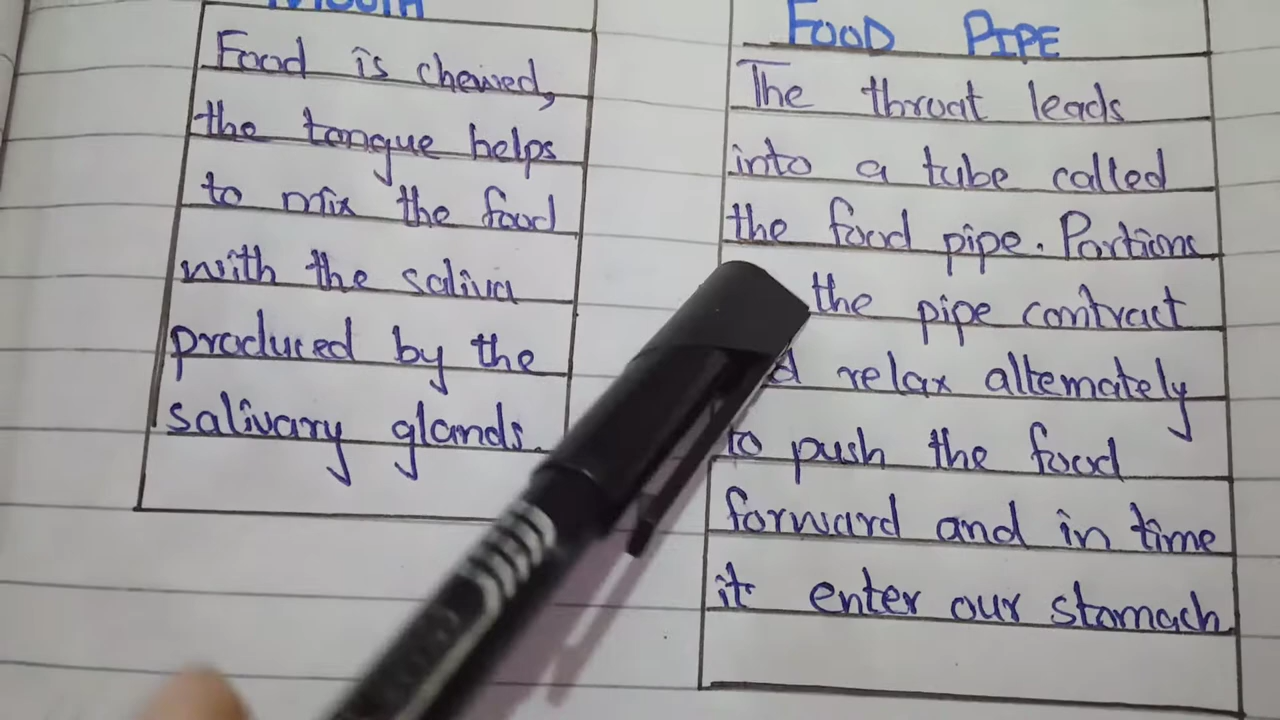 MOUTH
Food is chewed,
the tongue helps
to mix the food
with the saliva
produced by the
salivary glands.
FOOD PIPE
The throat leads
into a tube called
the food pipe. Portions
the pipe contract
relax alternately
to push the food
forward and in time
it enter our stomach